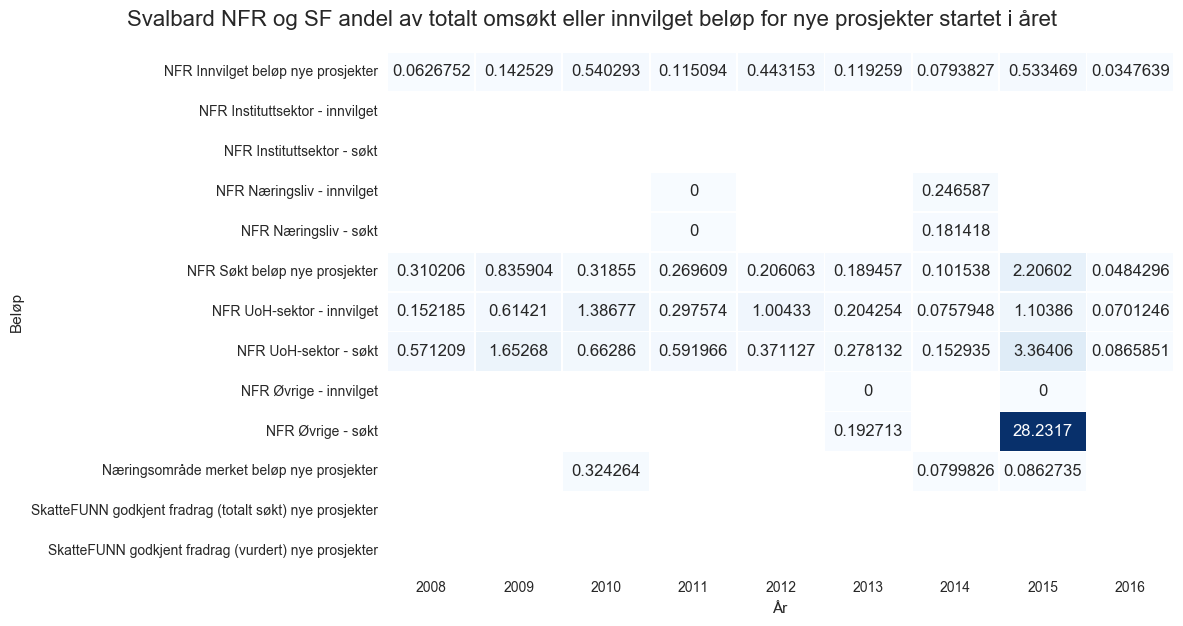 Svalbard NFR og SF andel av totalt omsøkt eller innvilget beløp for nye prosjekter startet i året
NFR Innvilget beløp nye prosjekter 0.0626752 0.142529 0.540293 0.115094 0.443153 0.119259 0.0793827 0.533469 0.0347639
NFR Instituttsektor - innvilget
NFR Instituttsektor - søkt
NFR Næringsliv - innvilget 0 0.246587
NFR Næringsliv - søkt 0 0.181418
NFR Søkt beløp nye prosjekter 0.310206 0.835904 0.31855 0.269609 0.206063 0.189457 0.101538 2.20602 0.0484296
NFR UoH-sektor - innvilget 0.152185 0.61421 1.38677 0.297574 1.00433 0.204254 0.0757948 1.10386 0.0701246
NFR UoH-sektor - søkt 0.571209 1.65268 0.66286 0.591966 0.371127 0.278132 0.152935 3.36406 0.0865851
NFR Øvrige - innvilget 0 0
NFR Øvrige - søkt 0.192713 28.2317
Næringsområde merket beløp nye prosjekter 0.324264 0.0799826 0.0862735
SkatteFUNN godkjent fradrag (totalt søkt) nye prosjekter
SkatteFUNN godkjent fradrag (vurdert) nye prosjekter
Beløp
2008 2009 2010 2011 2012 2013 2014 2015 2016
År